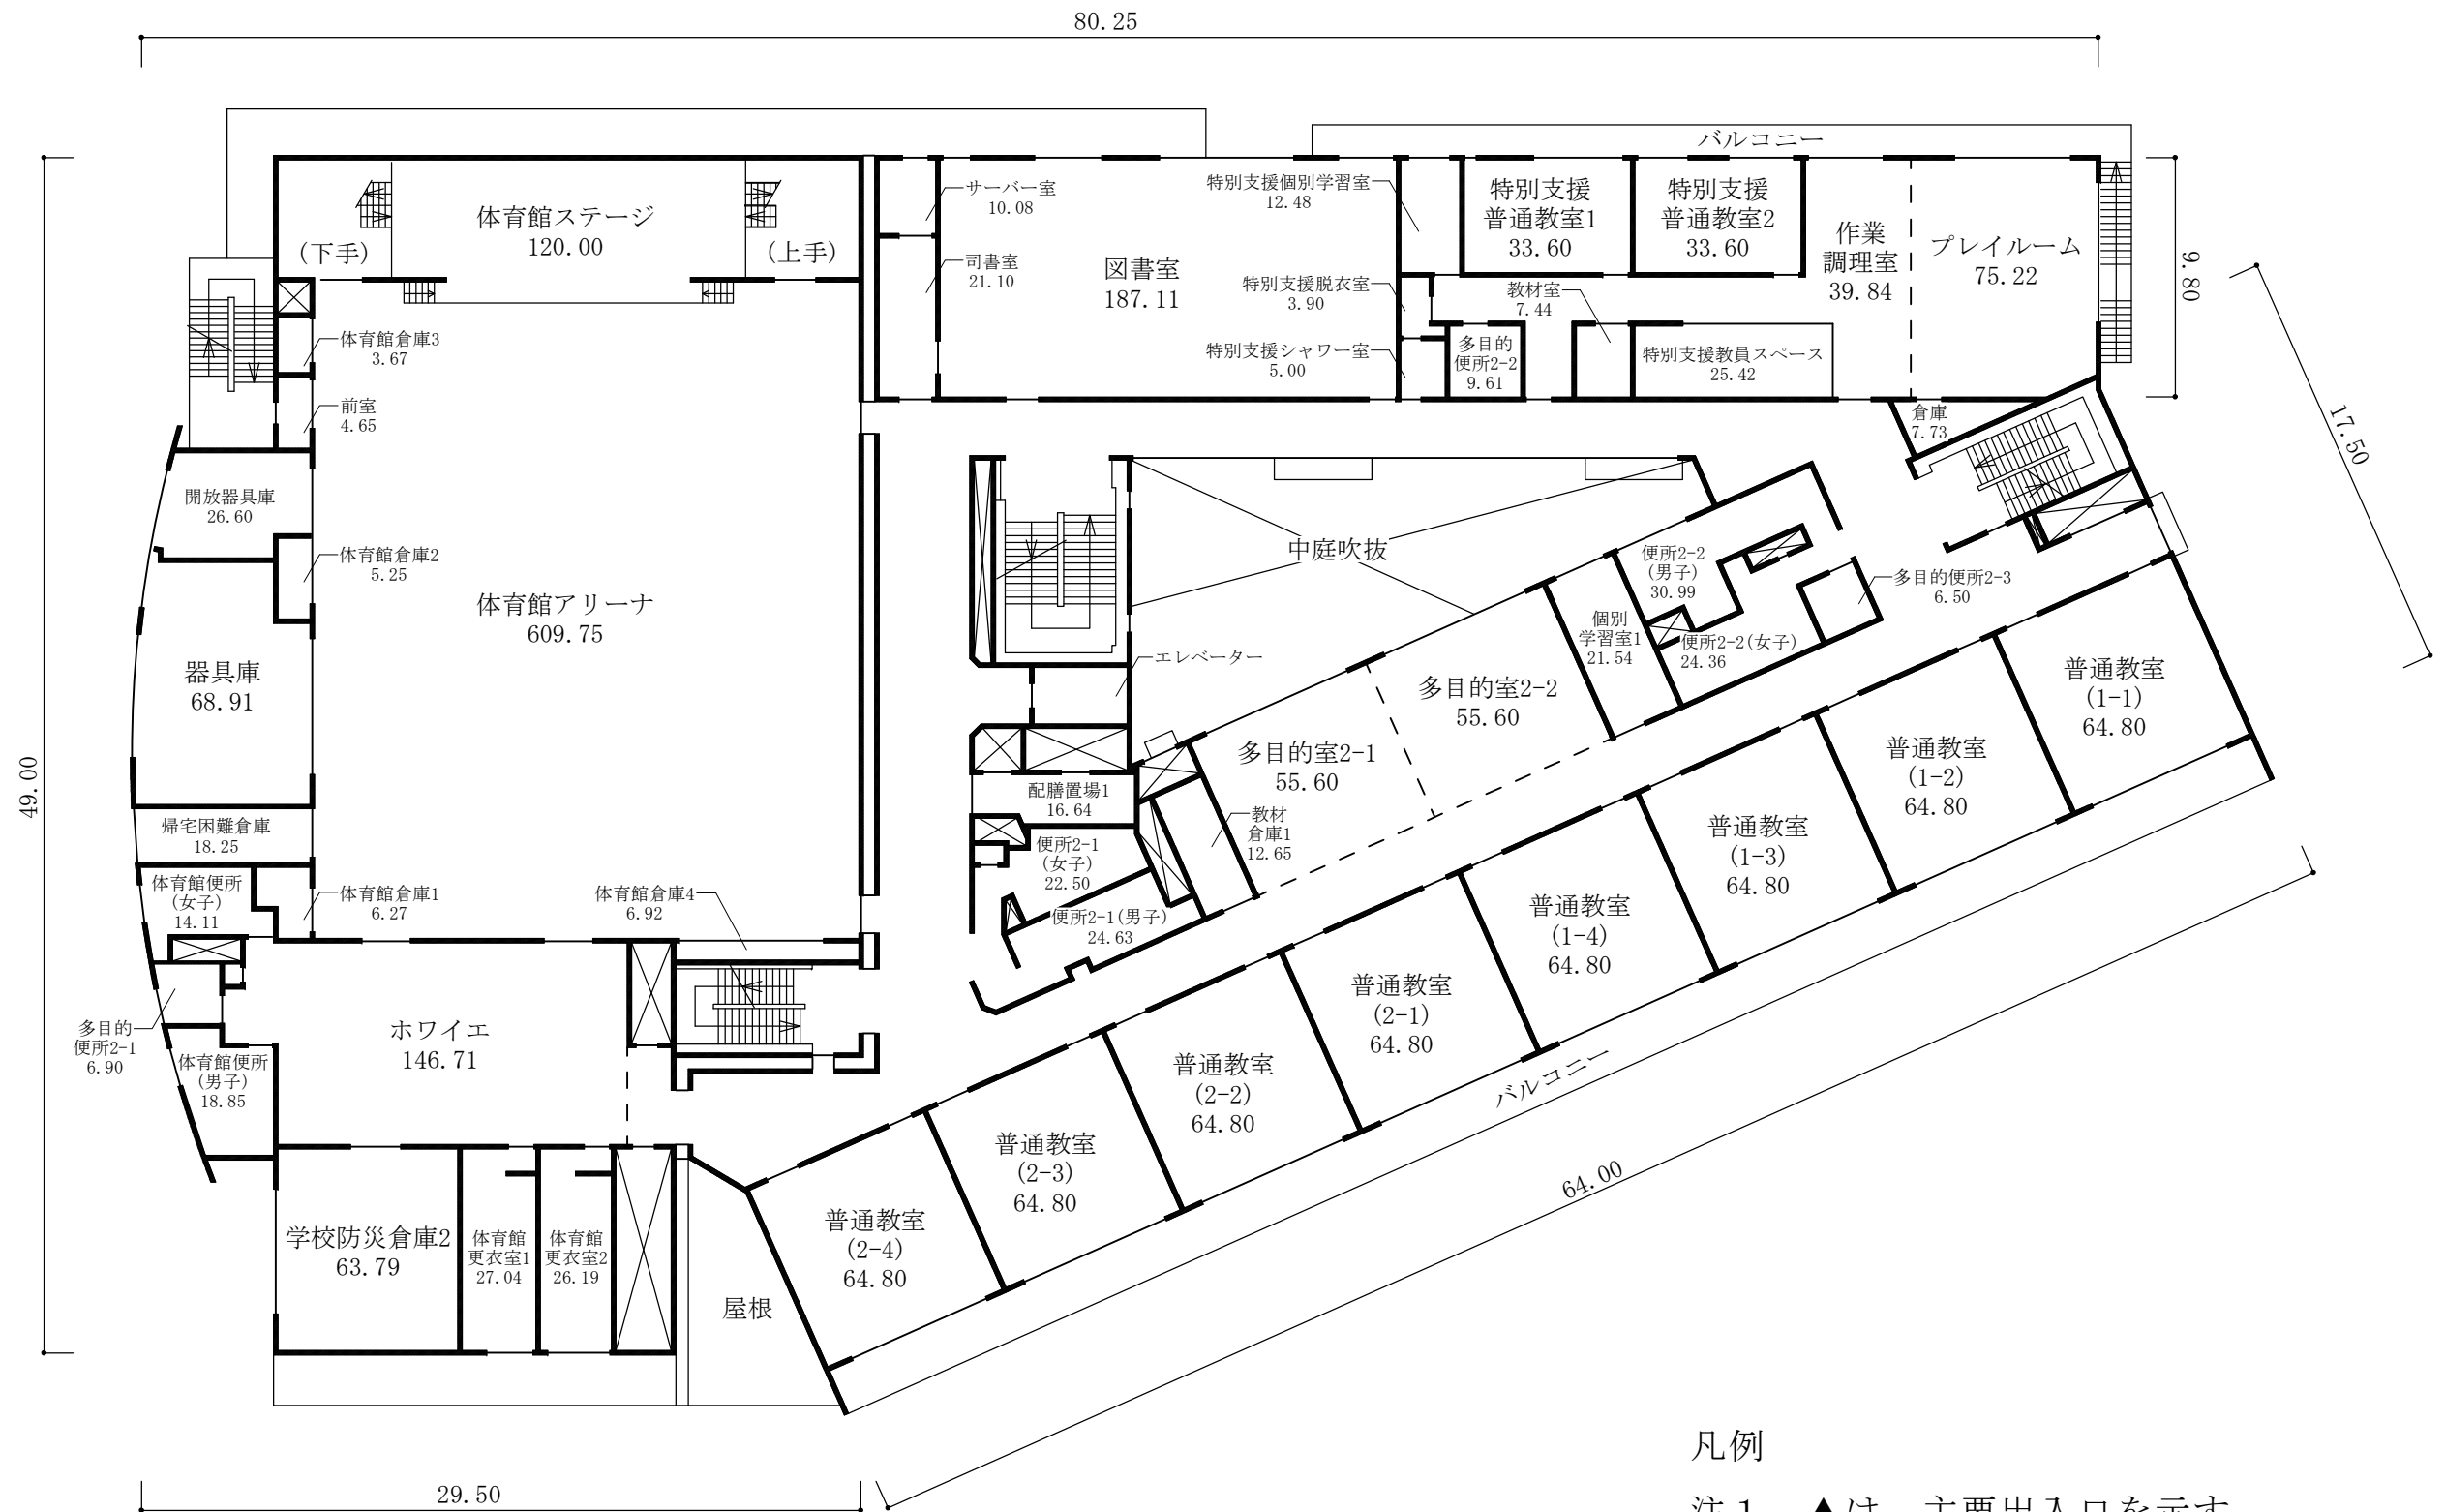 80.25
バルコニー
サーバー室
10.08
司書室
21.10
体育館ステージ
120.00
(下手)
(上手)
図書室
187.11
特別支援個別学習室
12.48
特別支援脱衣室
3.90
特別支援シャワー室
5.00
特別支援
普通教室1
33.60
特別支援
普通教室2
33.60
作業
調理室
39.84
プレイルーム
75.22
教材室
7.44
多目的
便所2-2
9.61
特別支援教員スペース
25.42
倉庫
7.73
9.80
17.50
体育館倉庫3
3.67
前室
4.65
開放器具庫
26.60
体育館倉庫2
5.25
体育館アリーナ
609.75
器具庫
68.91
49.00
帰宅困難倉庫
18.25
体育館便所
(女子)
14.11
体育館倉庫1
6.27
体育館倉庫4
6.92
多目的
便所2-1
6.90
体育館便所
(男子)
18.85
ホワイエ
146.71
学校防災倉庫2
63.79
体育館
更衣室1
27.04
体育館
更衣室2
26.19
屋根
中庭吹抜
エレベーター
配膳置場1
16.64
便所2-1
(女子)
22.50
便所2-1(男子)
24.63
教材
倉庫1
12.65
多目的室2-1
55.60
多目的室2-2
55.60
個別
学習室1
21.54
便所2-2
(男子)
30.99
便所2-2(女子)
24.36
多目的便所2-3
6.50
普通教室
(1-1)
64.80
普通教室
(1-2)
64.80
普通教室
(1-3)
64.80
普通教室
(1-4)
64.80
普通教室
(2-1)
64.80
普通教室
(2-2)
64.80
普通教室
(2-3)
64.80
普通教室
(2-4)
64.80
バルコニー
64.00
29.50
凡例
注1 ▲は、主要出入口を示す